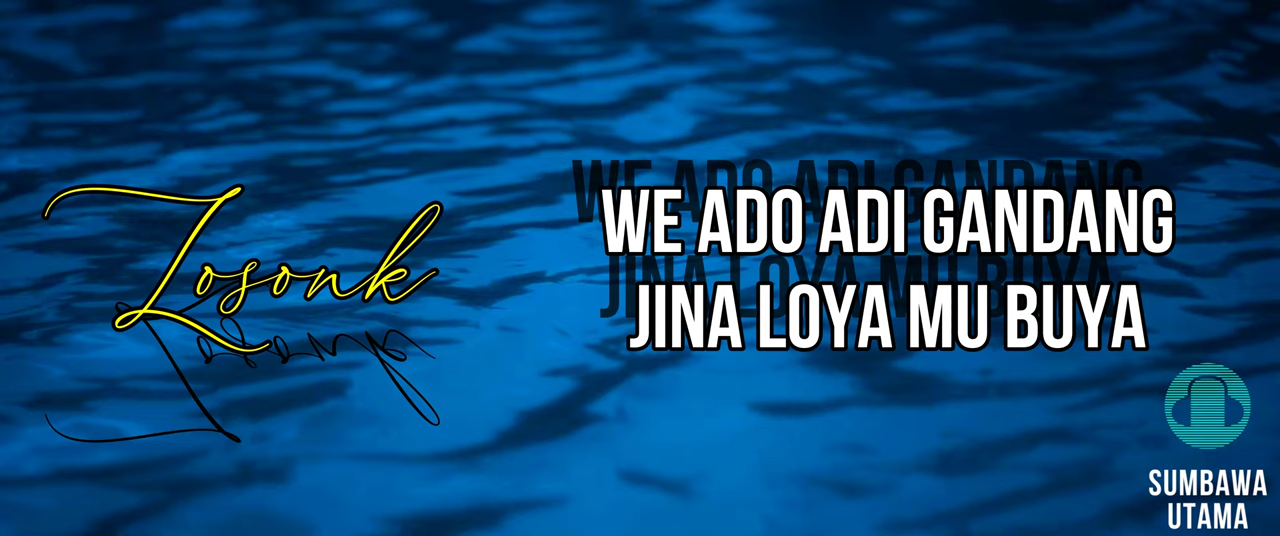 Losonk
WE ADO ADI GANDANG
JINA LOYA MU BUYA
SUMBAWA
UTAMA